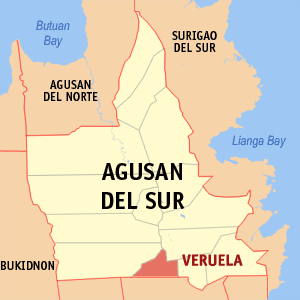 Butuan
Bay
SURIGAO
DEL SUR
AGUSAN
DEL NORTE
Lianga Bay
AGUSAN
DEL SUR
BUKIDNON
VERUELA